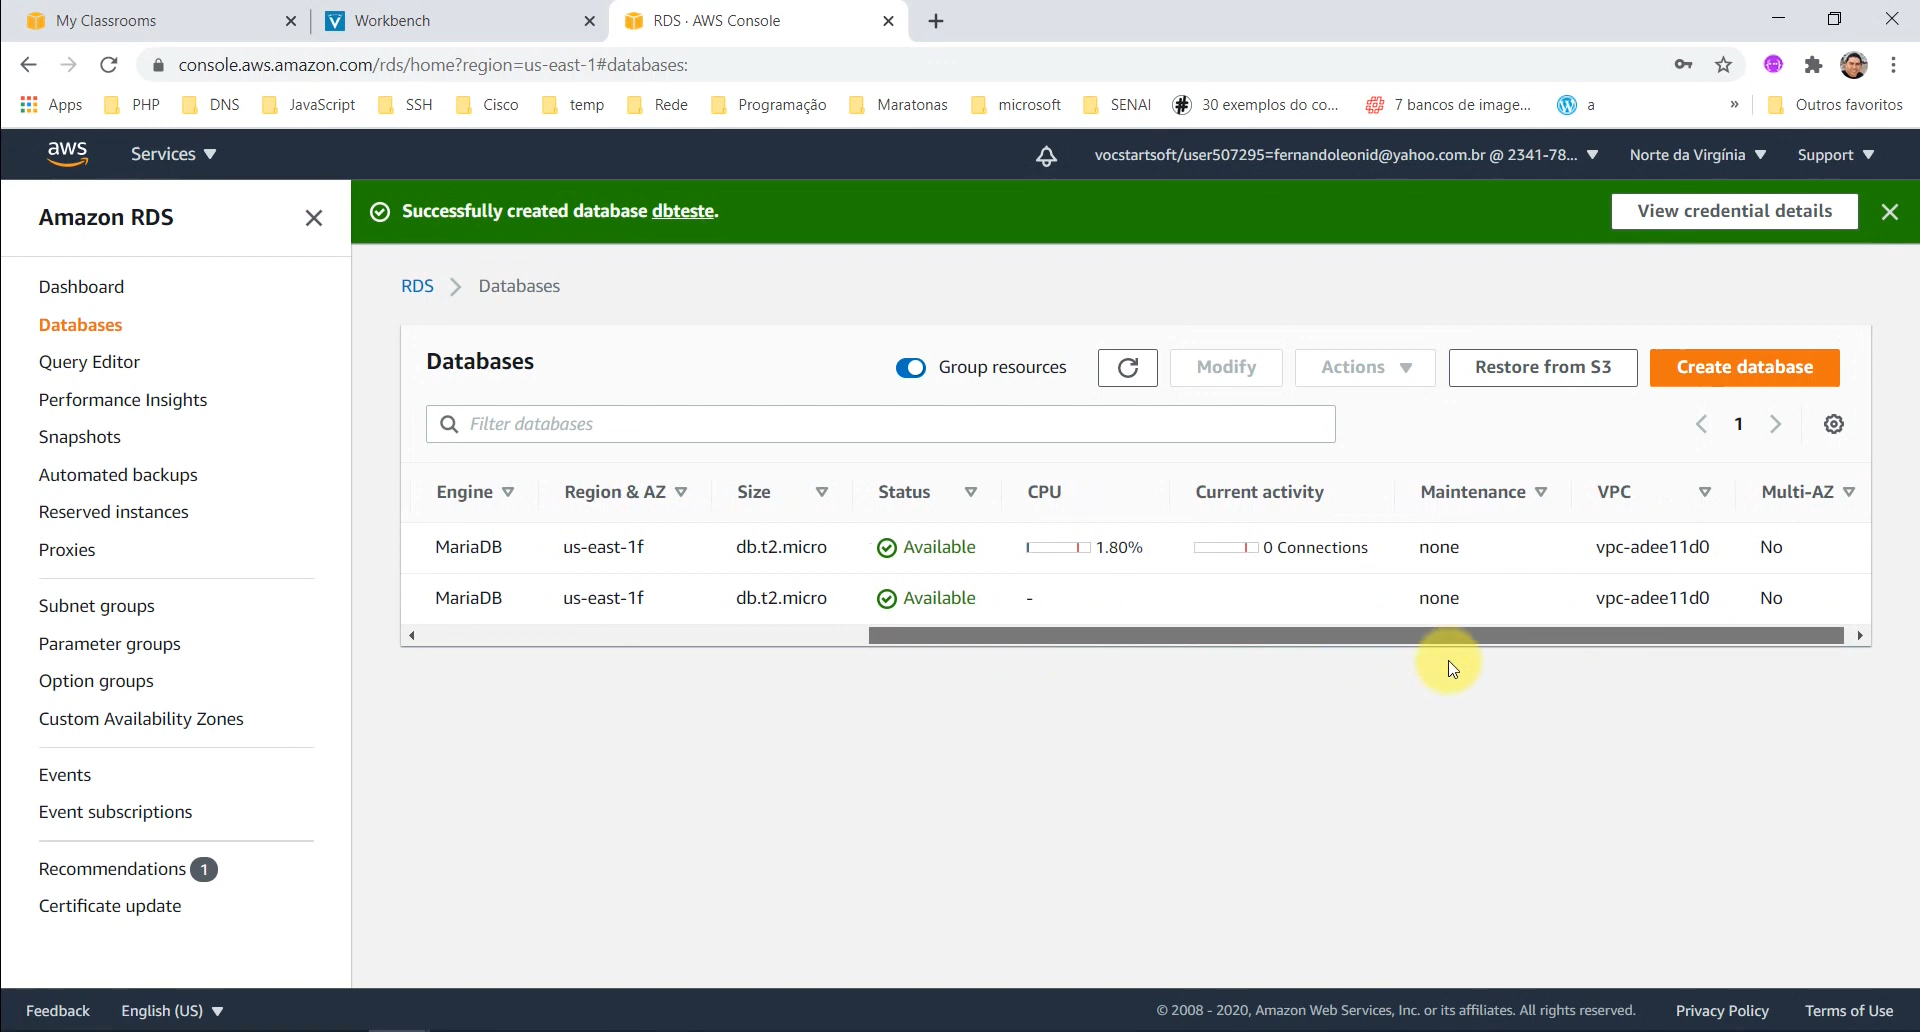 My Classrooms
Workbench
RDS · AWS Console
console.aws.amazon.com/rds/home?region=us-east-1#databases:
Apps PHP DNS JavaScript SSH Cisco temp Rede Programação Maratonas microsoft SENAI 30 exemplos do co... 7 bancos de image... a » Outros favoritos
aws Services vocstartsoft/user507295=fernandoleonid@yahoo.com.br @ 2341-78... Norte da Virgínia Support
Amazon RDS
Successfully created database dbteste.
View credential details
Dashboard
Databases
Query Editor
Performance Insights
Snapshots
Automated backups
Reserved instances
Proxies
Subnet groups
Parameter groups
Option groups
Custom Availability Zones
Events
Event subscriptions
Recommendations 1
Certificate update
RDS > Databases
Databases
Group resources
Modify
Actions
Restore from S3
Create database
Filter databases
1
Engine Region & AZ Size Status CPU Current activity Maintenance VPC Multi-AZ
MariaDB us-east-1f db.t2.micro Available 1.80% 0 Connections none vpc-adee11d0 No
MariaDB us-east-1f db.t2.micro Available - none vpc-adee11d0 No
Feedback English (US) © 2008 - 2020, Amazon Web Services, Inc. or its affiliates. All rights reserved. Privacy Policy Terms of Use